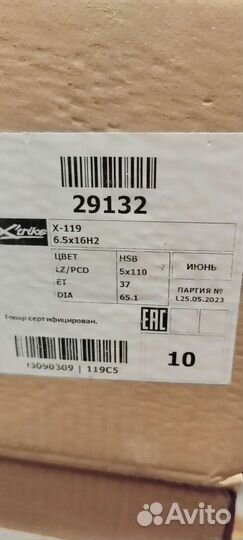 29132
X'trike
X-119
6.5x16H2
ЦВЕТ HSB
LZ/PCD 5x110
ET 37
DIA 65.1
ИЮНЬ
ПАРТИЯ №
L25.05.2023
Товар сертифицирован.
EAC
13090309 | 119C5
10
Avito